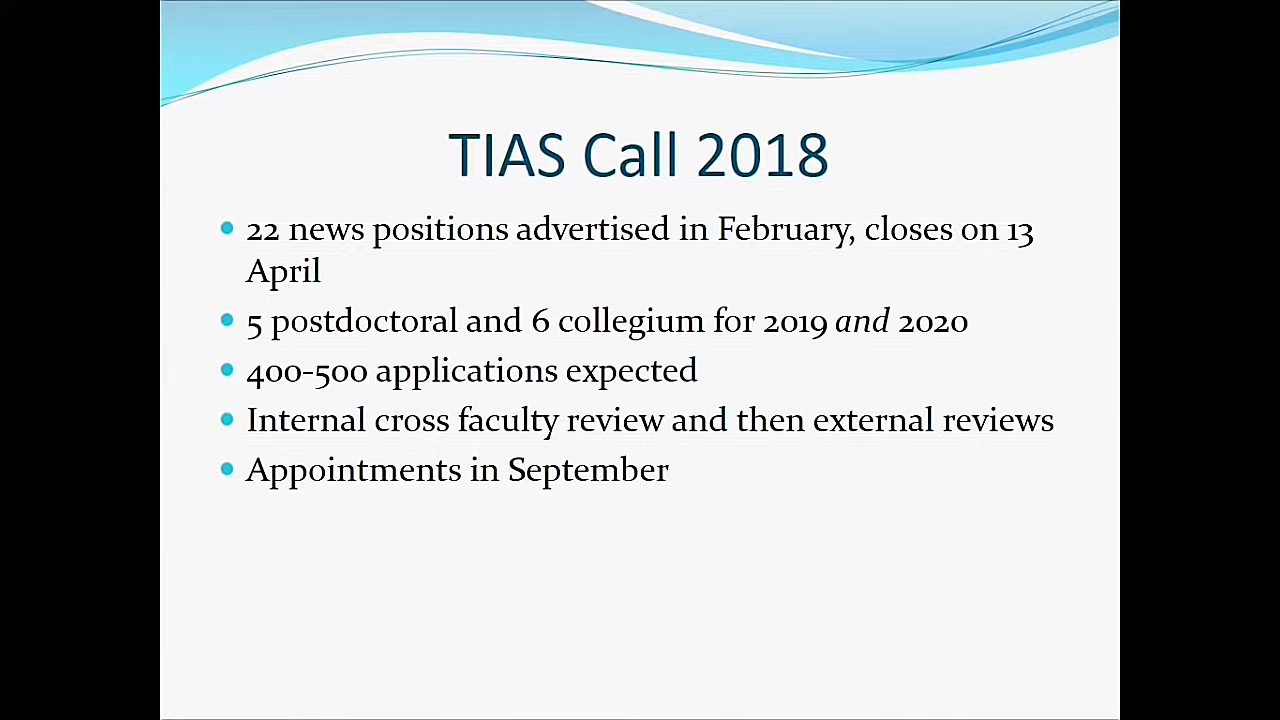 TIAS Call 2018
22 news positions advertised in February, closes on 13
April
5 postdoctoral and 6 collegium for 2019 and 2020
400-500 applications expected
Internal cross faculty review and then external reviews
Appointments in September